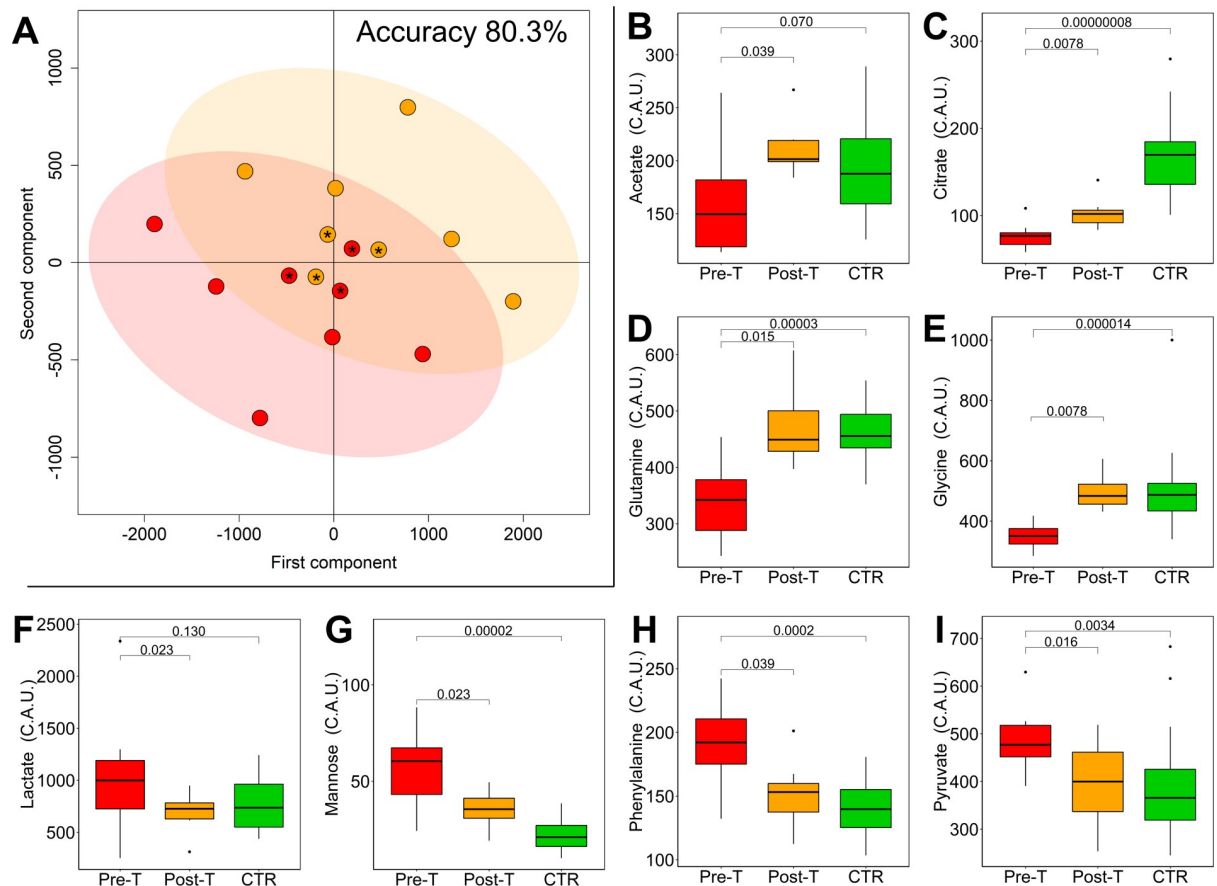 A
Accuracy 80.3%
1000
500
0
-500
-1000
Second component
-2000 -1000 0 1000 2000
First component
* * * * * *
B
0.070
0.039
250
200
150
Acetate (C.A.U.)
Pre-T Post-T CTR
C
0.00000008
0.0078
300
200
100
Citrate (C.A.U.)
Pre-T Post-T CTR
D
0.00003
0.015
600
500
400
300
Glutamine (C.A.U.)
Pre-T Post-T CTR
E
0.000014
0.0078
1000
800
600
400
Glycine (C.A.U.)
Pre-T Post-T CTR
F
0.130
0.023
2500
2000
1500
1000
500
Lactate (C.A.U.)
Pre-T Post-T CTR
G
0.00002
0.023
100
50
Mannose (C.A.U.)
Pre-T Post-T CTR
H
0.0002
0.039
250
200
150
100
Phenylalanine (C.A.U.)
Pre-T Post-T CTR
I
0.0034
0.016
700
600
500
400
300
Pyruvate (C.A.U.)
Pre-T Post-T CTR